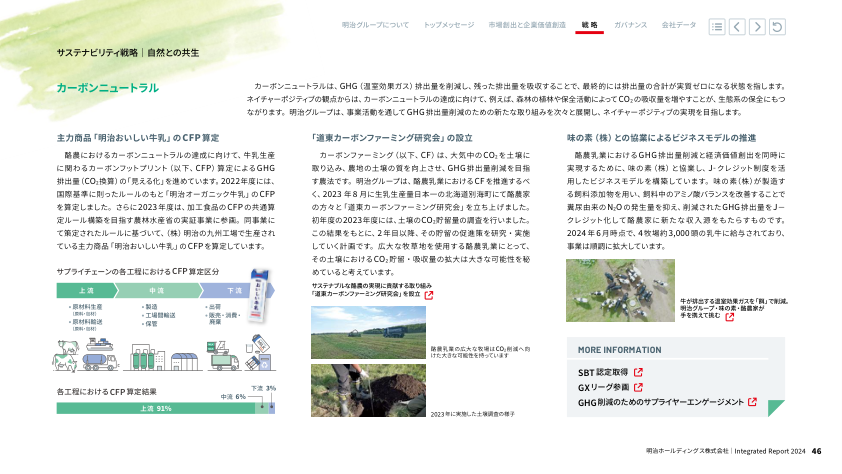 明治グループについて トップメッセージ 市場創出と企業価値創造 戦略 ガバナンス 会社データ
サステナビリティ戦略｜自然との共生
カーボンニュートラル
カーボンニュートラルは、GHG（温室効果ガス）排出量を削減し、残った排出量を吸収することで、最終的には排出量の合計が実質ゼロになる状態を指します。
ネイチャーポジティブの観点からは、カーボンニュートラルの達成に向けて、例えば、森林の植林や保全活動によってCO₂の吸収量を増やすことが、生態系の保全にもつ
ながります。明治グループは、事業活動を通してGHG排出量削減のための新たな取り組みを次々と展開し、ネイチャーポジティブの実現を目指します。
主力商品「明治おいしい牛乳」のCFP算定
酪農におけるカーボンニュートラルの達成に向けて、牛乳生産
に関わるカーボンフットプリント（以下、CFP）算定によるGHG
排出量（CO₂換算）の「見える化」を進めています。2022年度には、
国際基準に則ったルールのもと「明治オーガニック牛乳」のCFP
を算定しました。さらに2023年度は、加工食品のCFPの共通算
定ルール構築を目指す農林水産省の実証事業に参画。同事業に
て策定されたルールに基づいて、（株）明治の九州工場で生産され
ている主力商品「明治おいしい牛乳」のCFPを算定しています。
サプライチェーンの各工程におけるCFP算定区分
上流 中流 下流
・原材料生産
（原料・包材）
・原材料輸送
（原料・包材）
・製造
・工場間輸送
・保管
・出荷
・販売・消費・
廃棄
おいしい牛乳
各工程におけるCFP算定結果
下流 3%
中流 6%
上流 91%
「道東カーボンファーミング研究会」の設立
カーボンファーミング（以下、CF）は、大気中のCO₂を土壌に
取り込み、農地の土の質を向上させ、GHG排出量削減を目指
す農法です。明治グループは、酪農業におけるCFを推進するべ
く、2023年8月に生乳生産量日本一の北海道別海町にて酪農家
の方々と「道東カーボンファーミング研究会」を立ち上げました。
初年度の2023年度には、土壌のCO₂貯留量の調査を行いました。
この結果をもとに、2年目以降、その貯留の促進策を研究・実施
していく計画です。広大な牧草地を使用する酪農業にとって、
その土壌におけるCO₂貯留・吸収量の拡大は大きな可能性を秘
めていると考えています。
サステナブルな酪農の実現に貢献する取り組み
「道東カーボンファーミング研究会」を設立
酪農業の広大な牧場はCO₂削減へ向
けた大きな可能性を持っています
2023年に実施した土壌調査の様子
味の素（株）との協業によるビジネスモデルの推進
酪農乳業におけるGHG排出量削減と経済価値創出を同時に
実現するために、味の素（株）と協業し、J-クレジット制度を活
用したビジネスモデルを構築しています。味の素（株）が製造す
る飼料添加物を用い、飼料中のアミノ酸バランスを改善することで
糞尿由来のN₂Oの発生量を抑え、削減されたGHG排出量をJ－
クレジット化して酪農家に新たな収入源をもたらすものです。
2024年6月時点で、4牧場約3,000頭の乳牛に給与されており、
事業は順調に拡大しています。
牛が排出する温室効果ガスを「餌」で削減。
明治グループ・味の素・酪農家が
手を携えて挑む
MORE INFORMATION
SBT認定取得
GXリーグ参画
GHG削減のためのサプライヤーエンゲージメント
明治ホールディングス株式会社｜Integrated Report 2024 46